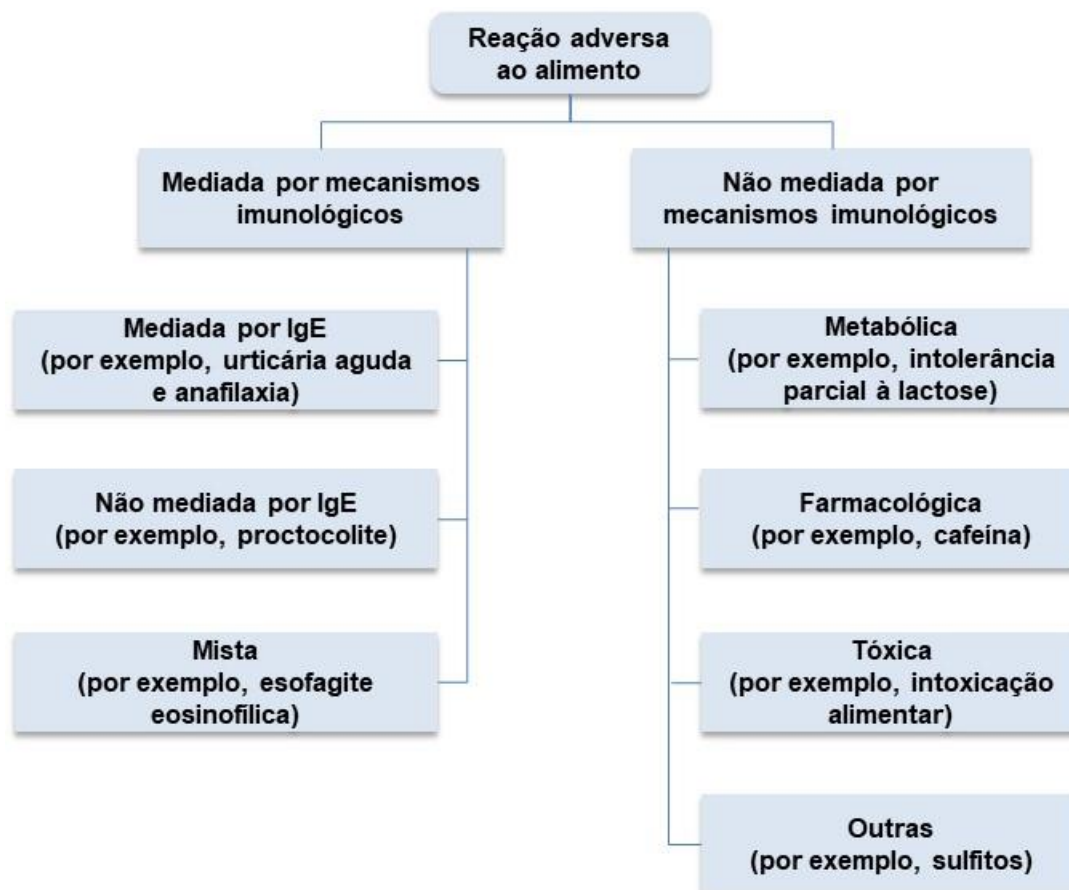 Reação adversa
ao alimento
Mediada por mecanismos
imunológicos
Não mediada por
mecanismos imunológicos
Mediada por IgE
(por exemplo, urticária aguda
e anafilaxia)
Não mediada por IgE
(por exemplo, proctocolite)
Mista
(por exemplo, esofagite
eosinofílica)
Metabólica
(por exemplo, intolerância
parcial à lactose)
Farmacológica
(por exemplo, cafeína)
Tóxica
(por exemplo, intoxicação
alimentar)
Outras
(por exemplo, sulfitos)